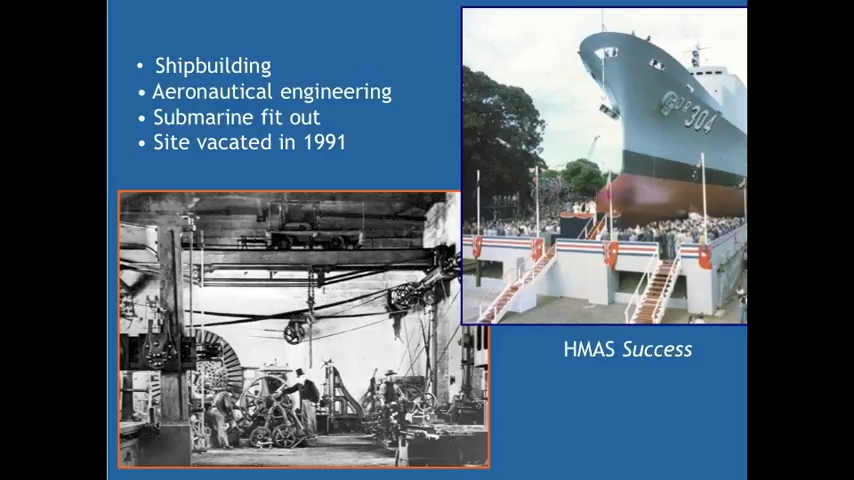 • Shipbuilding
• Aeronautical engineering
• Submarine fit out
• Site vacated in 1991
304
HMAS Success